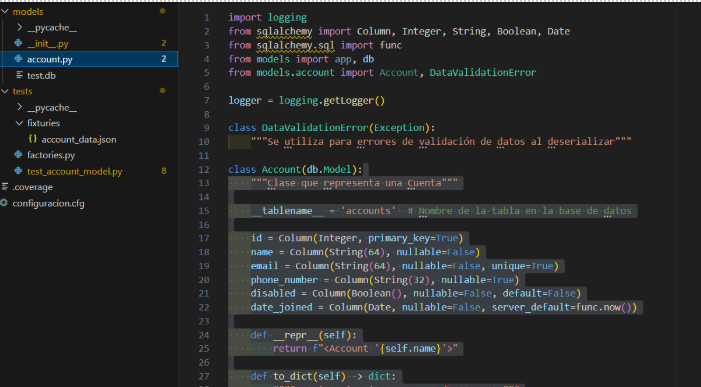 models
__pycache__
__init__.py 2
account.py 2
test.db
tests
__pycache__
fixturies
account_data.json
factories.py
test_account_model.py 8
.coverage
configuracion.cfg
1 import logging
2 from sqlalchemy import Column, Integer, String, Boolean, Date
3 from sqlalchemy.sql import func
4 from models import app, db
5 from models.account import Account, DataValidationError
6
7 logger = logging.getLogger()
8
9 class DataValidationError(Exception):
10 """Se utiliza para errores de validación de datos al deserializar"""
11
12 class Account(db.Model):
13 """Clase que representa una Cuenta"""
14
15 __tablename__ = 'accounts' # Nombre de la tabla en la base de datos
16
17 id = Column(Integer, primary_key=True)
18 name = Column(String(64), nullable=False)
19 email = Column(String(64), nullable=False, unique=True)
20 phone_number = Column(String(32), nullable=True)
21 disabled = Column(Boolean(), nullable=False, default=False)
22 date_joined = Column(Date, nullable=False, server_default=func.now())
23
24 def __repr__(self):
25 return f"<Account '{self.name}'>"
26
27 def to_dict(self) -> dict: